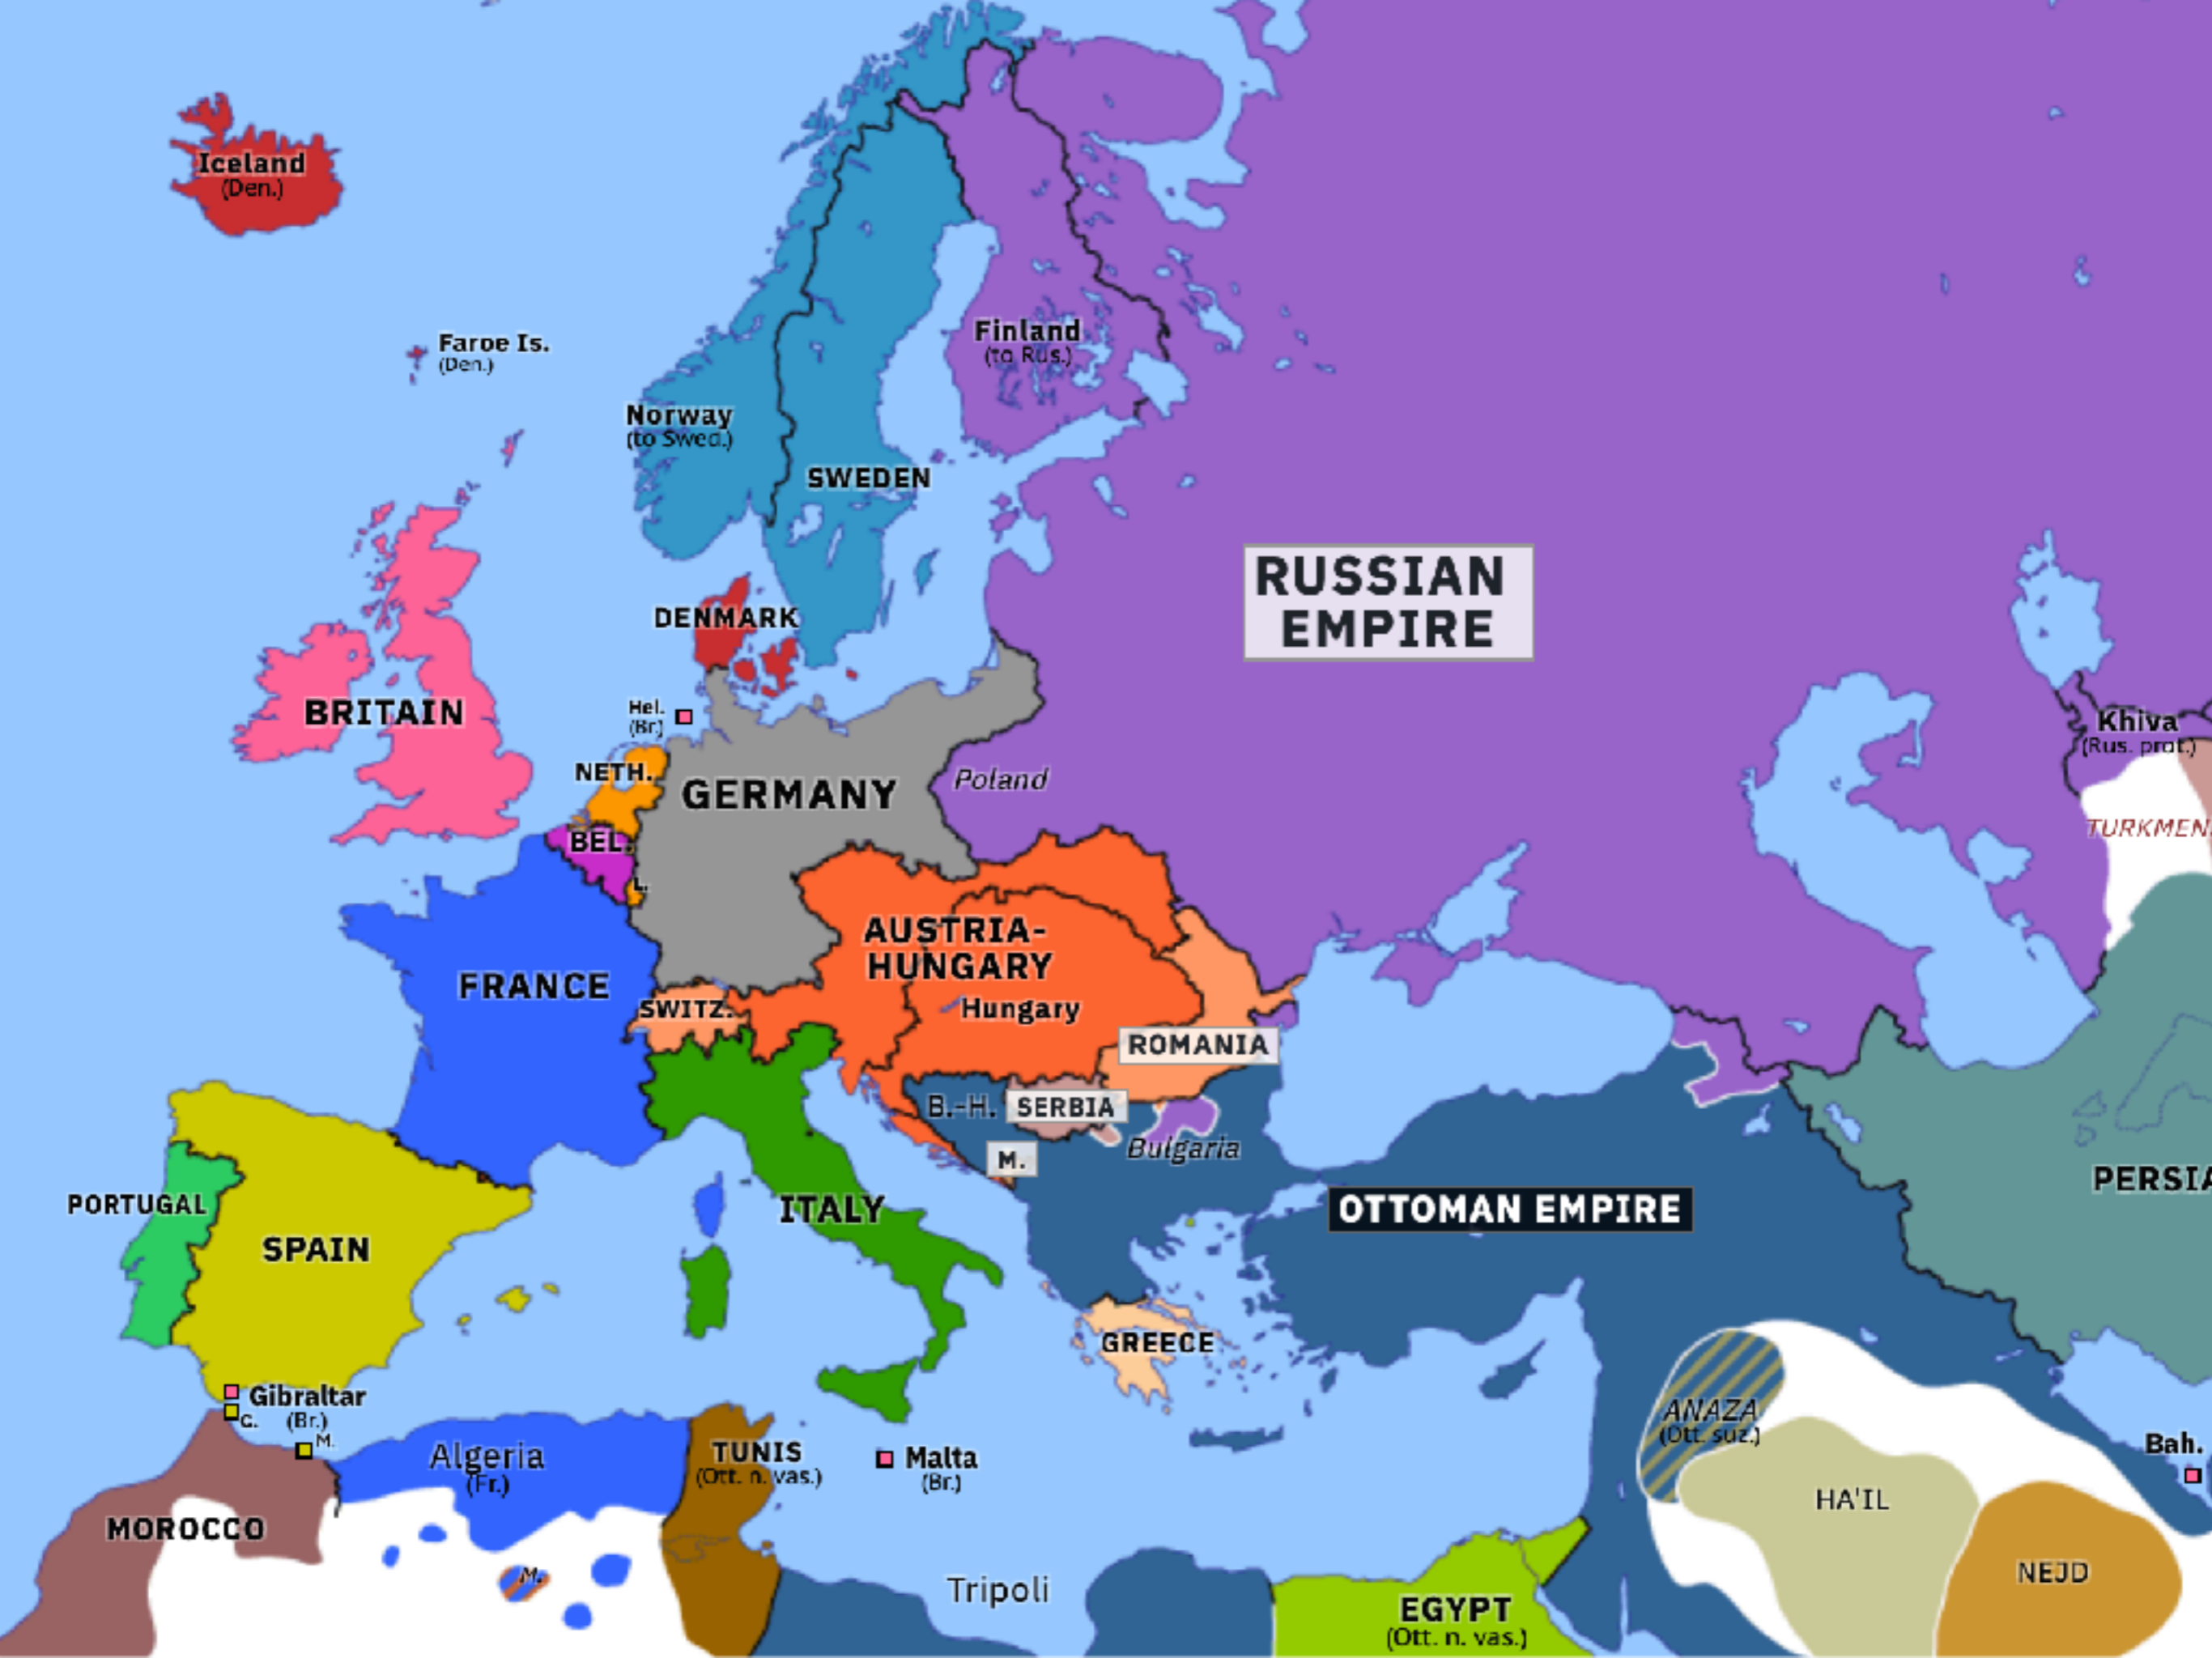 Iceland
(Den.)
Faroe Is.
(Den.)
Finland
(to Rus.)
Norway
(to Swed.)
SWEDEN
RUSSIAN
EMPIRE
DENMARK
BRITAIN
Hel.
(Br.)
Khiva
(Rus. prot.)
NETH.
GERMANY
Poland
TURKMEN
BEL.
L.
AUSTRIA-
HUNGARY
FRANCE
SWITZ.
Hungary
ROMANIA
B.-H.
SERBIA
Bulgaria
M.
PERSIA
PORTUGAL
ITALY
OTTOMAN EMPIRE
SPAIN
GREECE
Gibraltar
(Br.)
G.
M.
ANAZA
(Ott. suz.)
Bah.
Algeria
(Fr.)
TUNIS
(Ott. n. vas.)
Malta
(Br.)
HA'IL
MOROCCO
M.
NEJD
Tripoli
EGYPT
(Ott. n. vas.)